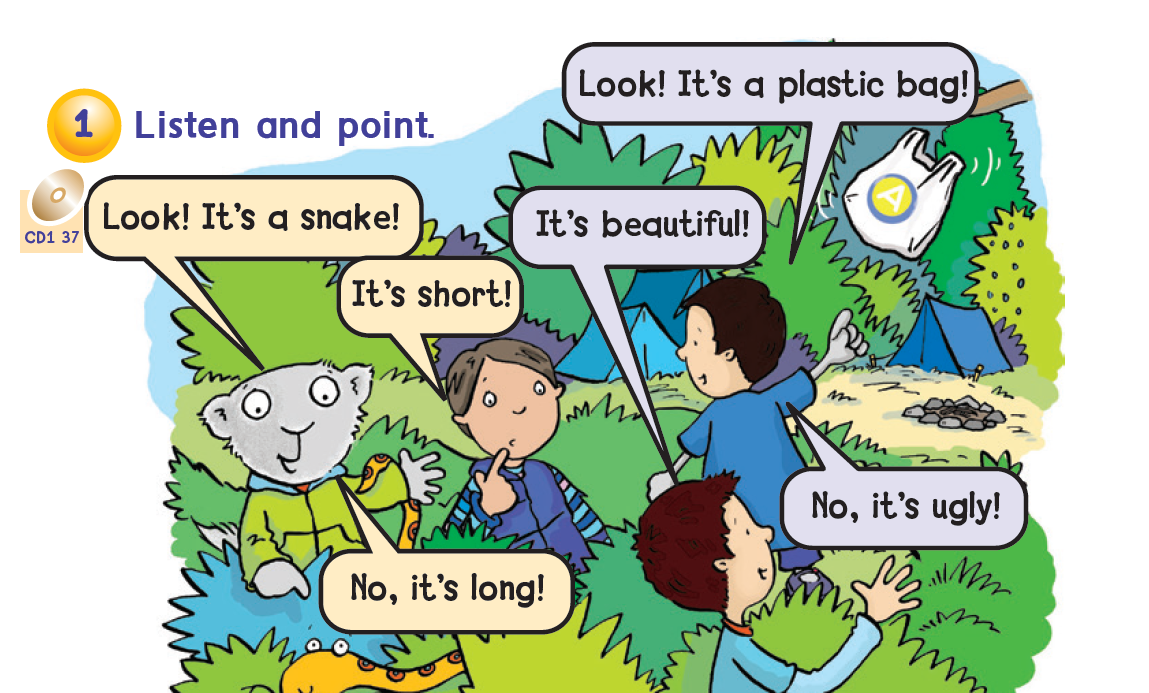 1 Listen and point.
CD1 37
Look! It's a snake!
It's short!
No, it's long!
Look! It's a plastic bag!
It's beautiful!
No, it's ugly!